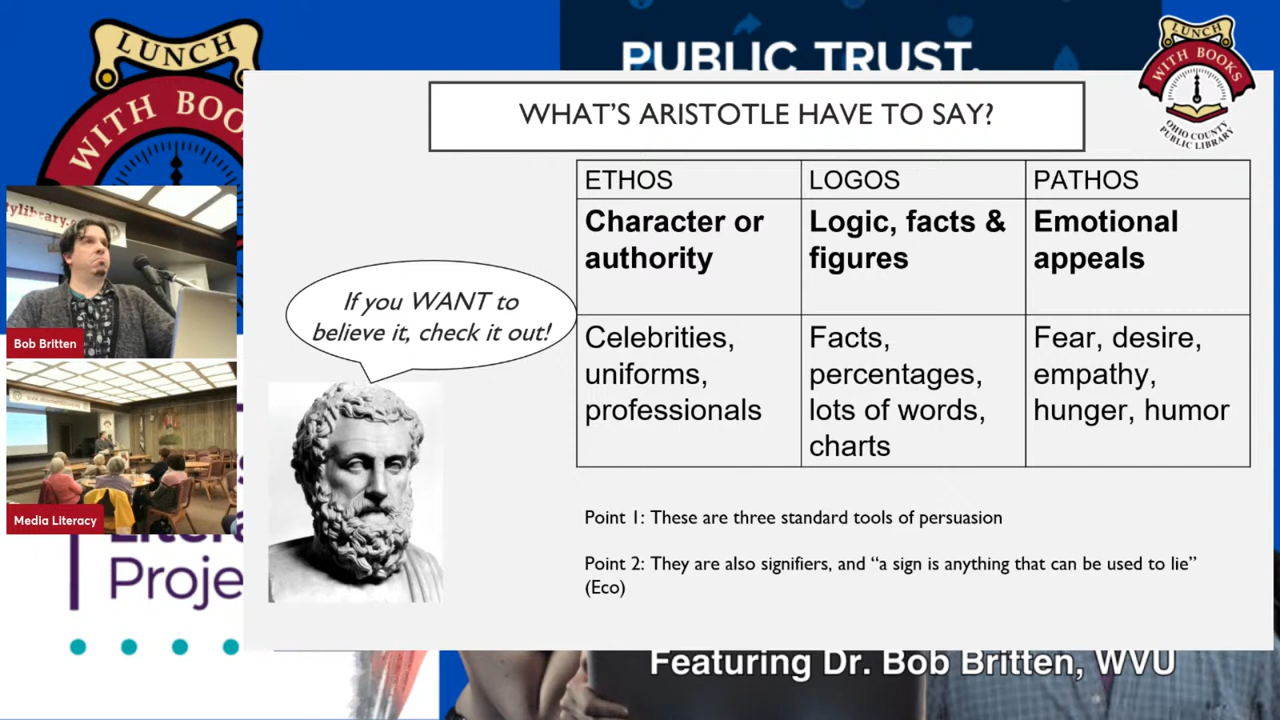 LUNCH
WITH BOO
PUBLIC TRUST.
LUNCH
WITH BOOKS
OHIO COUNTY
PUBLIC LIBRARY
WHAT'S ARISTOTLE HAVE TO SAY?
ETHOS
LOGOS
PATHOS
Character or
authority
Logic, facts &
figures
Emotional
appeals
Celebrities,
uniforms,
professionals
Facts,
percentages,
lots of words,
charts
Fear, desire,
empathy,
hunger, humor
If you WANT to
believe it, check it out!
ylibrary.
Bob Britten
Media Literacy
Point 1: These are three standard tools of persuasion
Point 2: They are also signifiers, and “a sign is anything that can be used to lie”
(Eco)
Litera
Proje
Featuring Dr. Bob Britten, WVU